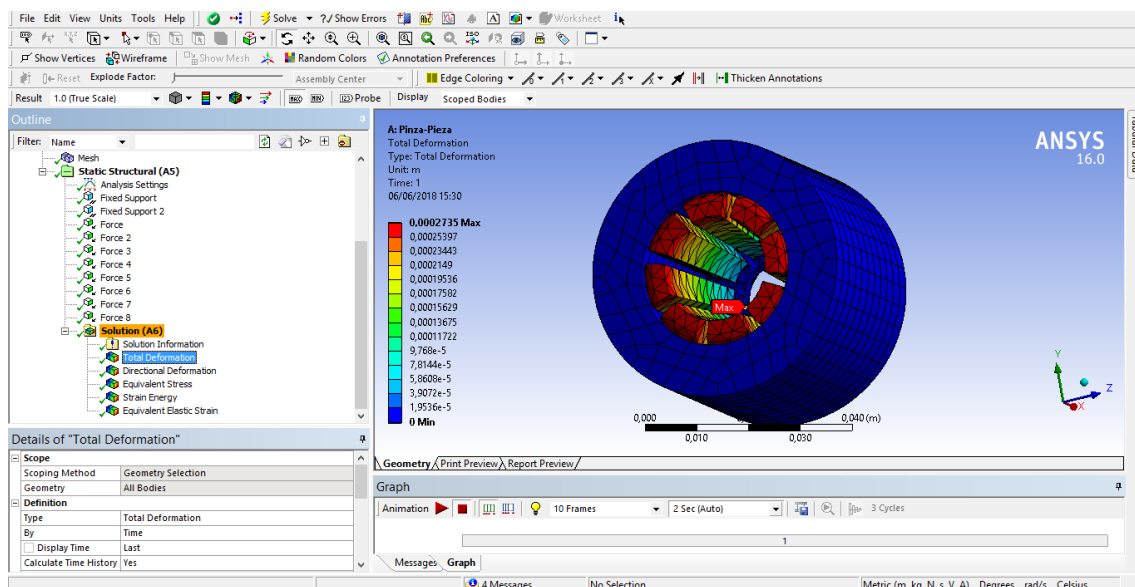 File Edit View Units Tools Help Solve ?/ Show Errors Worksheet
Show Vertices Wireframe Show Mesh Random Colors Annotation Preferences
Reset Explode Factor: Assembly Center Edge Coloring Thicken Annotations
Result 1.0 (True Scale) Probe Display Scoped Bodies
Outline
Filter: Name
Mesh
Static Structural (A5)
Analysis Settings
Fixed Support
Fixed Support 2
Force
Force 2
Force 3
Force 4
Force 5
Force 6
Force 7
Force 8
Solution (A6)
Solution Information
Total Deformation
Directional Deformation
Equivalent Stress
Strain Energy
Equivalent Elastic Strain
Details of "Total Deformation"
Scope
Scoping Method Geometry Selection
Geometry All Bodies
Definition
Type Total Deformation
By Time
Display Time Last
Calculate Time History Yes
A: Pinza-Pieza
Total Deformation
Type: Total Deformation
Unit: m
Time: 1
06/06/2018 15:30
0,0002735 Max
0,00025397
0,00023443
0,0002149
0,00019536
0,00017582
0,00015629
0,00013675
0,00011722
9,768e-5
7,8144e-5
5,8608e-5
3,9072e-5
1,9536e-5
0 Min
ANSYS
16.0
Max
0,000 0,040 (m)
0,010 0,030
Y
Z
X
Geometry Print Preview Report Preview
Graph
Animation 10 Frames 2 Sec (Auto) 3 Cycles
1
Messages Graph
4 Messages No Selection Metric (m, kg, N, s, V, A) Degrees rad/s Celsius